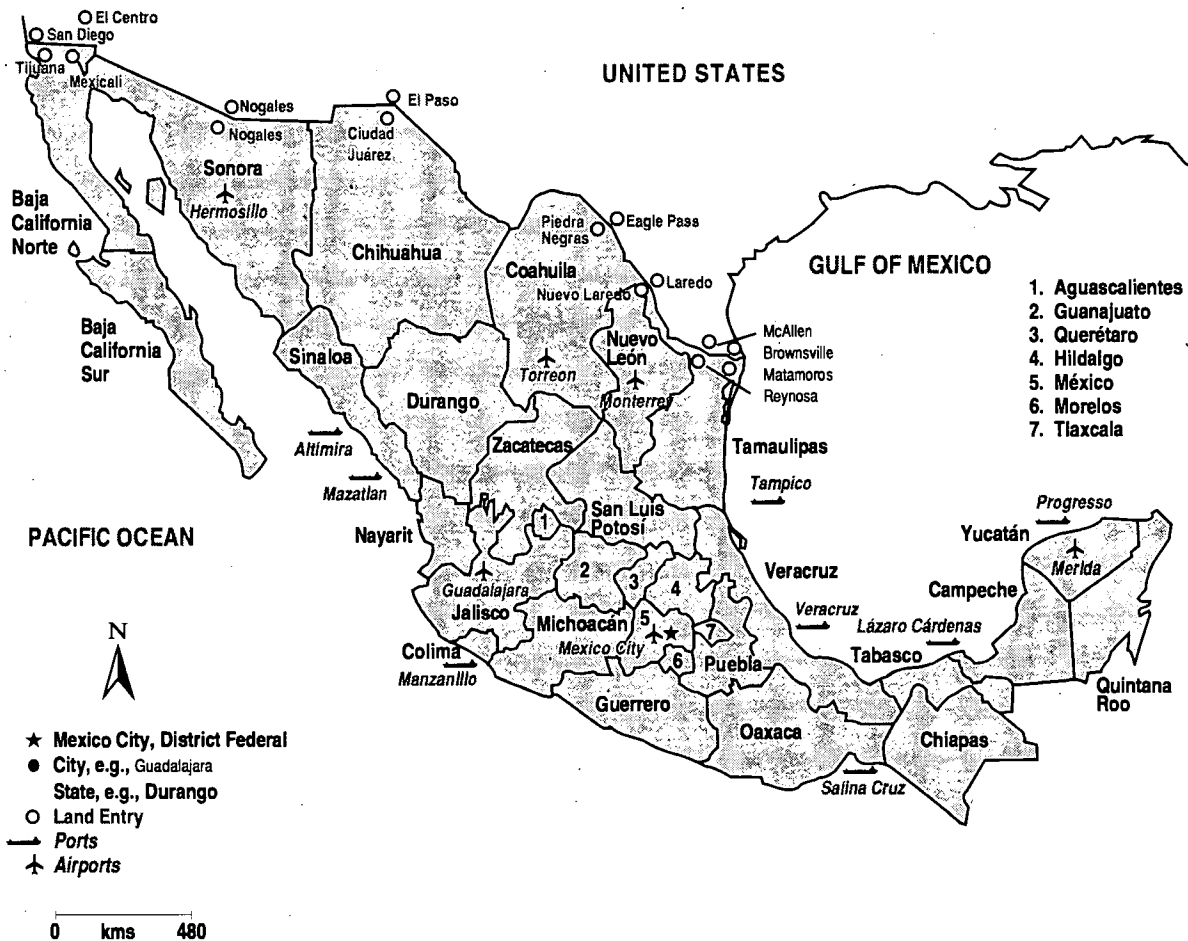 El Centro
San Diego
Tijuana
Mexicali
UNITED STATES
Nogales
Nogales
El Paso
Ciudad
Juárez
Sonora
Hermosillo
Baja
California
Norte
Chihuahua
Piedra
Negras
Eagle Pass
Coahuila
GULF OF MEXICO
Nuevo Laredo
Laredo
1. Aguascalientes
2. Guanajuato
3. Querétaro
4. Hildalgo
5. México
6. Morelos
7. Tlaxcala
Baja
California
Sur
Sinaloa
Nuevo
León
McAllen
Brownsville
Matamoros
Reynosa
Torreon
Monterrey
Durango
Zacatecas
Tamaulipas
Altimira
Mazatlan
Tampico
San Luis
Potosí
Progresso
Yucatán
Merida
PACIFIC OCEAN
Nayarit
1
2
3
4
Veracruz
Campeche
Guadalajara
Jalisco
Michoacán
5
Mexico City
7
Veracruz
Lázaro Cárdenas
Tabasco
N
Colima
Manzanillo
6
Puebla
Quintana
Roo
Guerrero
Oaxaca
Chiapas
Salina Cruz
Mexico City, District Federal
City, e.g., Guadalajara
State, e.g., Durango
Land Entry
Ports
Airports
0 kms 480